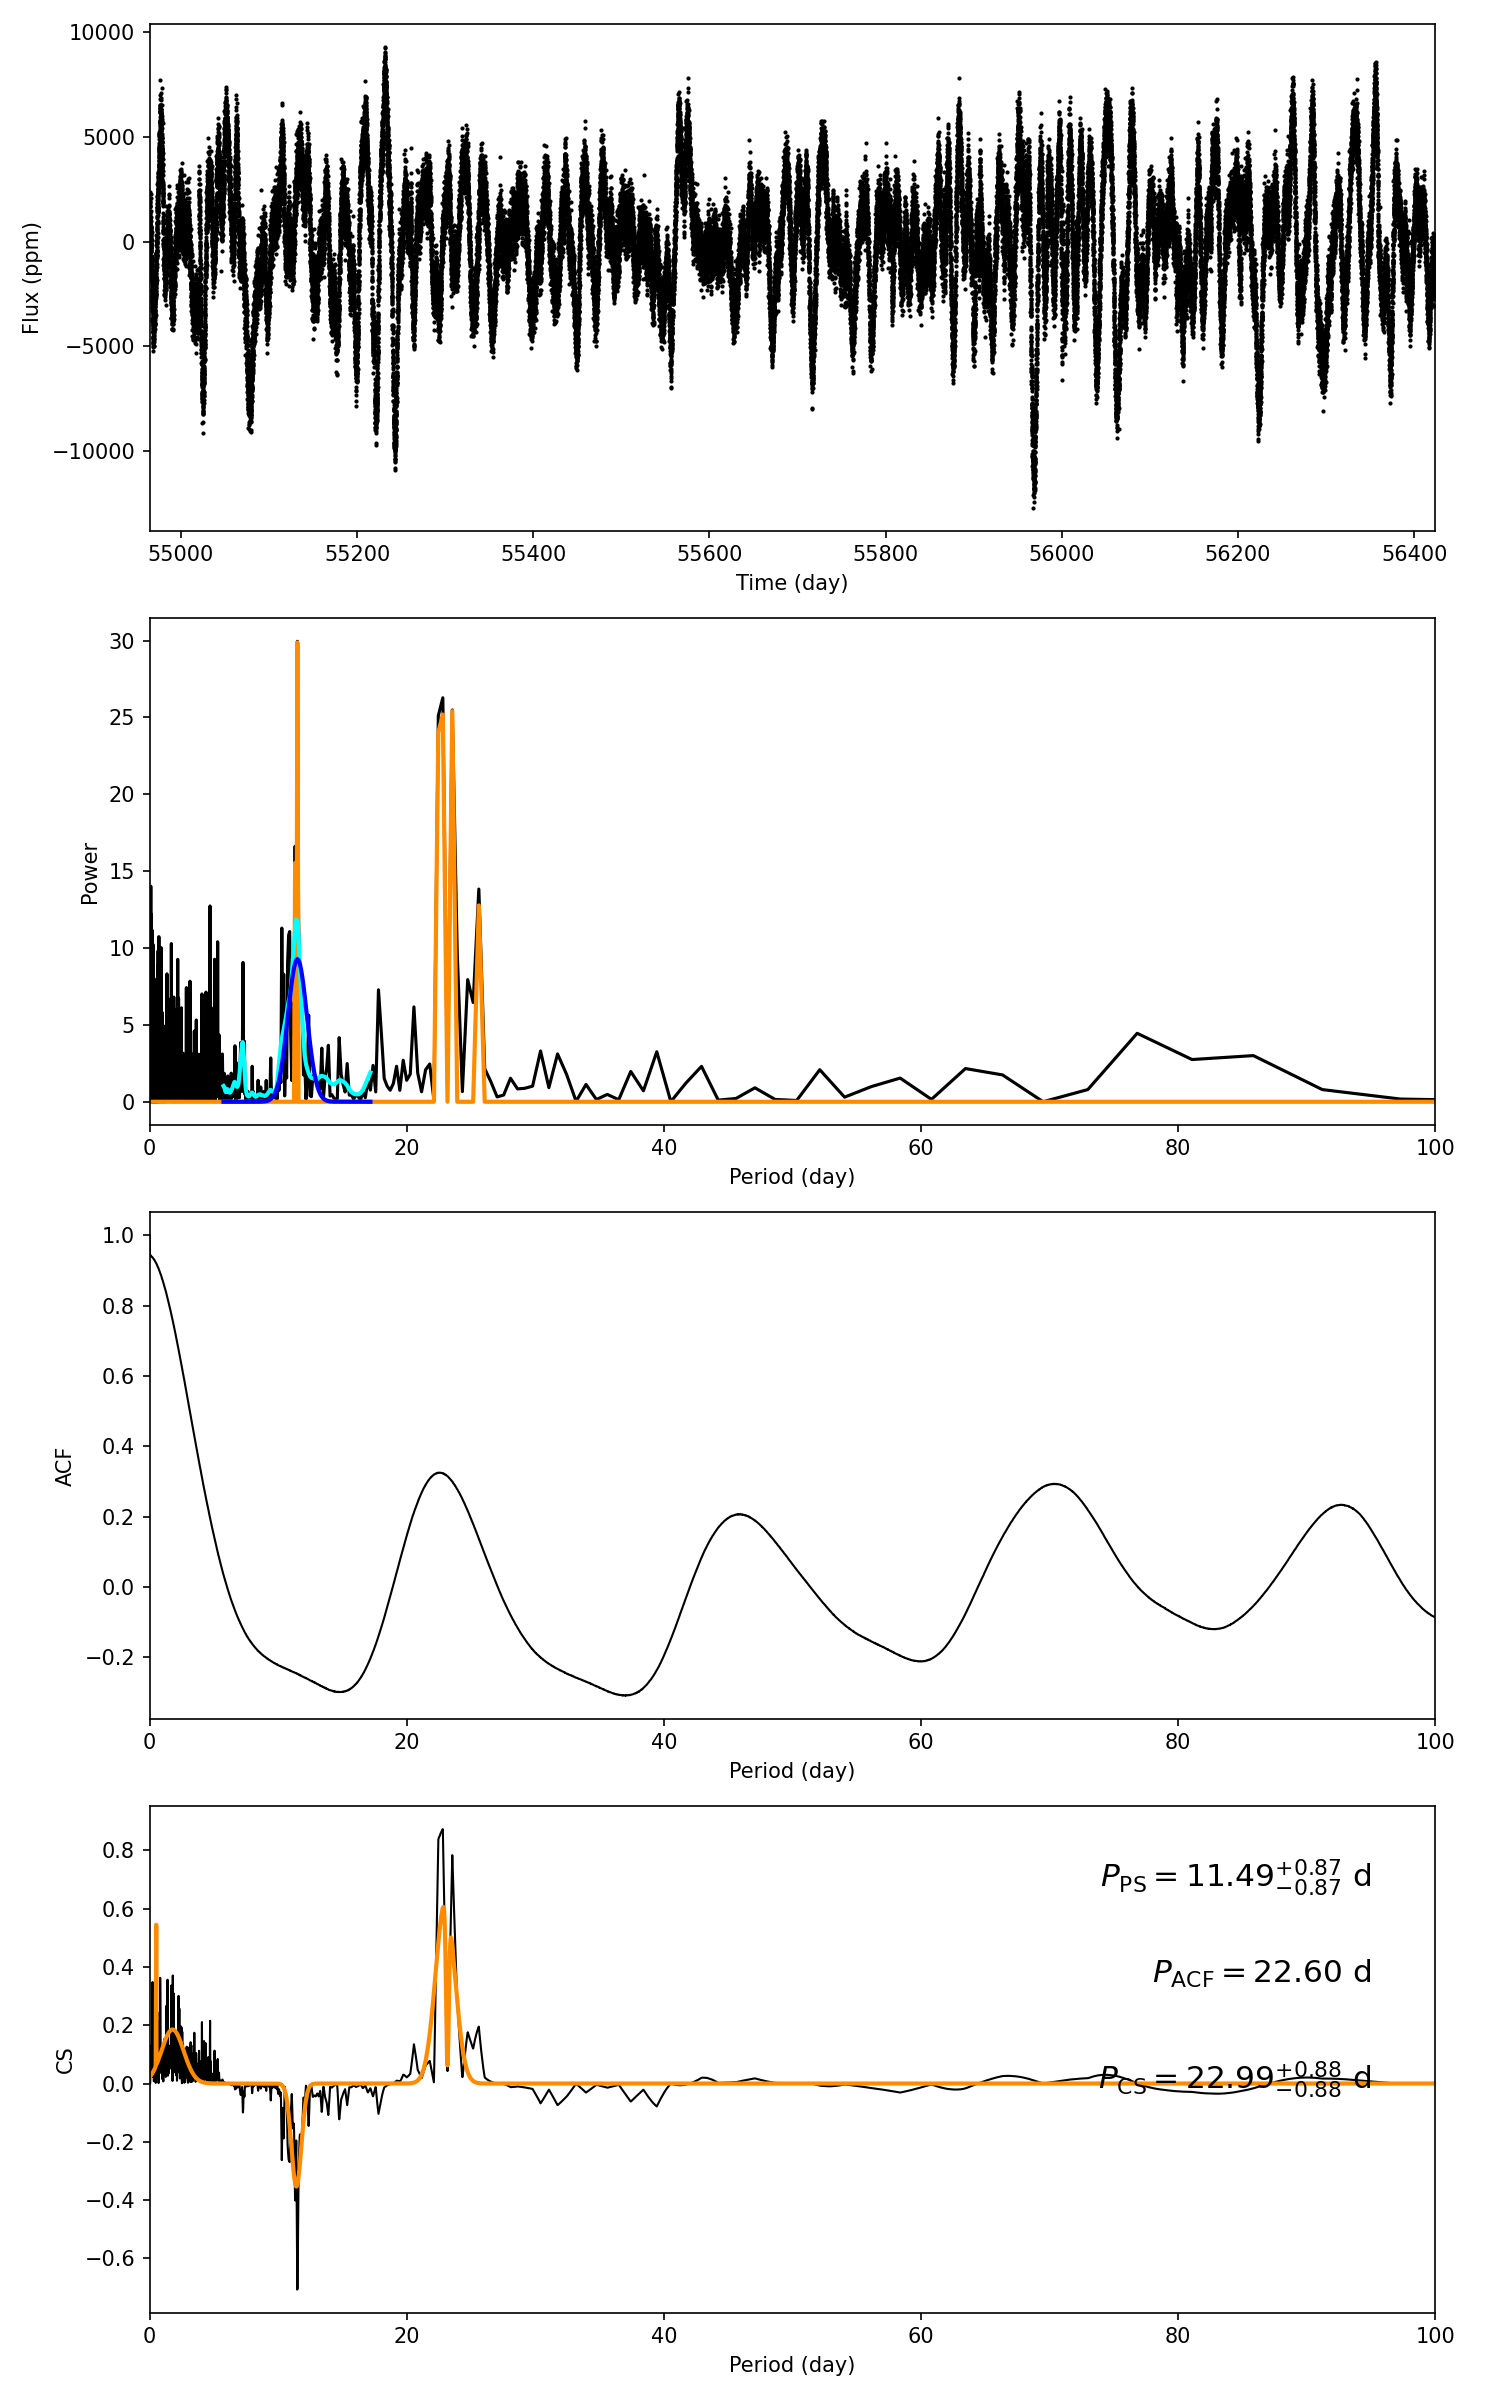 10000
5000
0
−5000
−10000
Flux (ppm)
55000 55200 55400 55600 55800 56000 56200 56400
Time (day)
30
25
20
15
10
5
0
Power
0 20 40 60 80 100
Period (day)
1.0
0.8
0.6
0.4
0.2
0.0
−0.2
ACF
0 20 40 60 80 100
Period (day)
0.8
0.6
0.4
0.2
0.0
−0.2
−0.4
−0.6
CS
P_PS = 11.49^{+0.87}_{−0.87} d
P_ACF = 22.60 d
P_CS = 22.99^{+0.88}_{−0.88} d
0 20 40 60 80 100
Period (day)